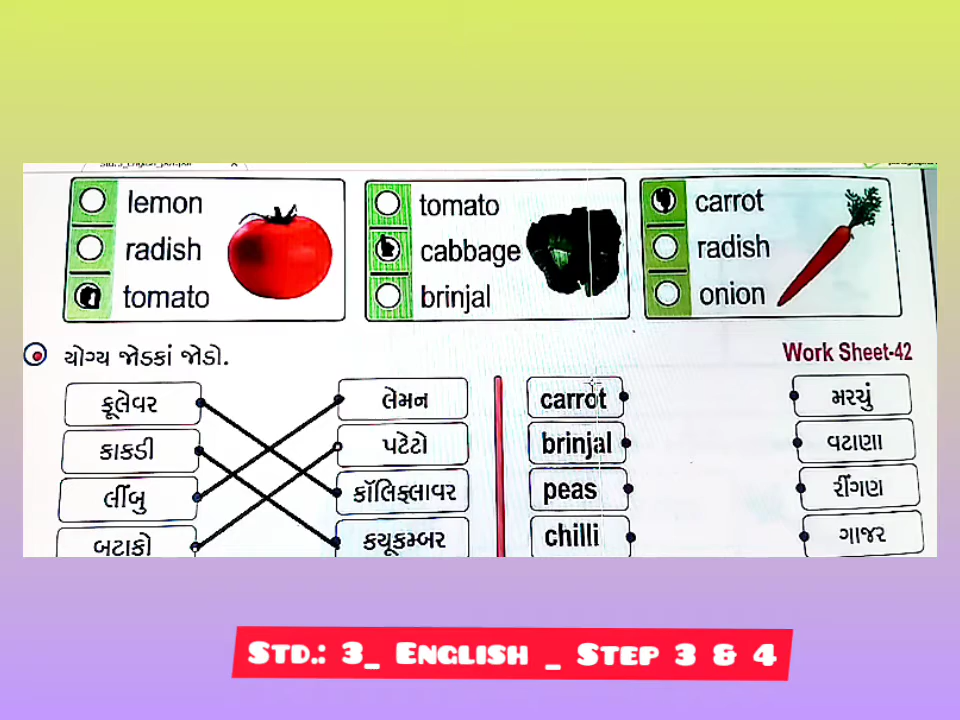 lemon
radish
tomato
tomato
cabbage
brinjal
carrot
radish
onion
યોગ્ય જોડકાં જોડો.
Work Sheet-42
ફૂલેવર
કાકડી
લીંબુ
બટાકો
લેમન
પટેટો
કૉલિફ્લાવર
કયૂકમ્બર
carrot
brinjal
peas
chilli
મરચું
વટાણા
રીંગણ
ગાજર
Std.: 3_ English _ Step 3 & 4